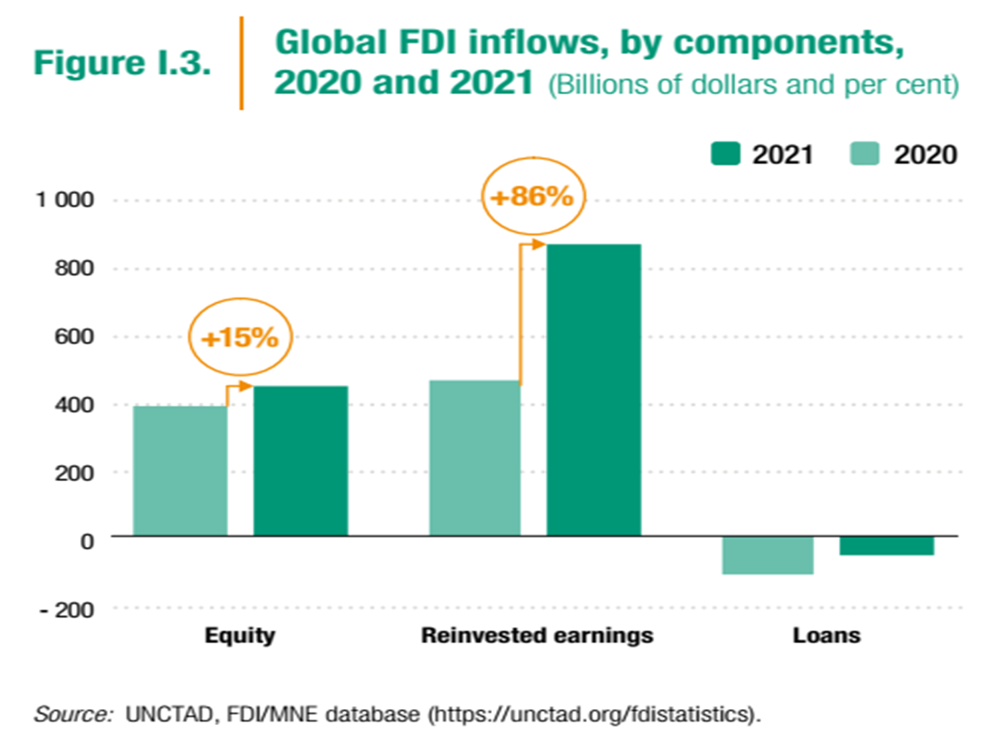 Figure I.3.
Global FDI inflows, by components,
2020 and 2021 (Billions of dollars and per cent)
2021 2020
1 000
+86%
800
600
+15%
400
200
0
- 200
Equity Reinvested earnings Loans
Source: UNCTAD, FDI/MNE database (https://unctad.org/fdistatistics).